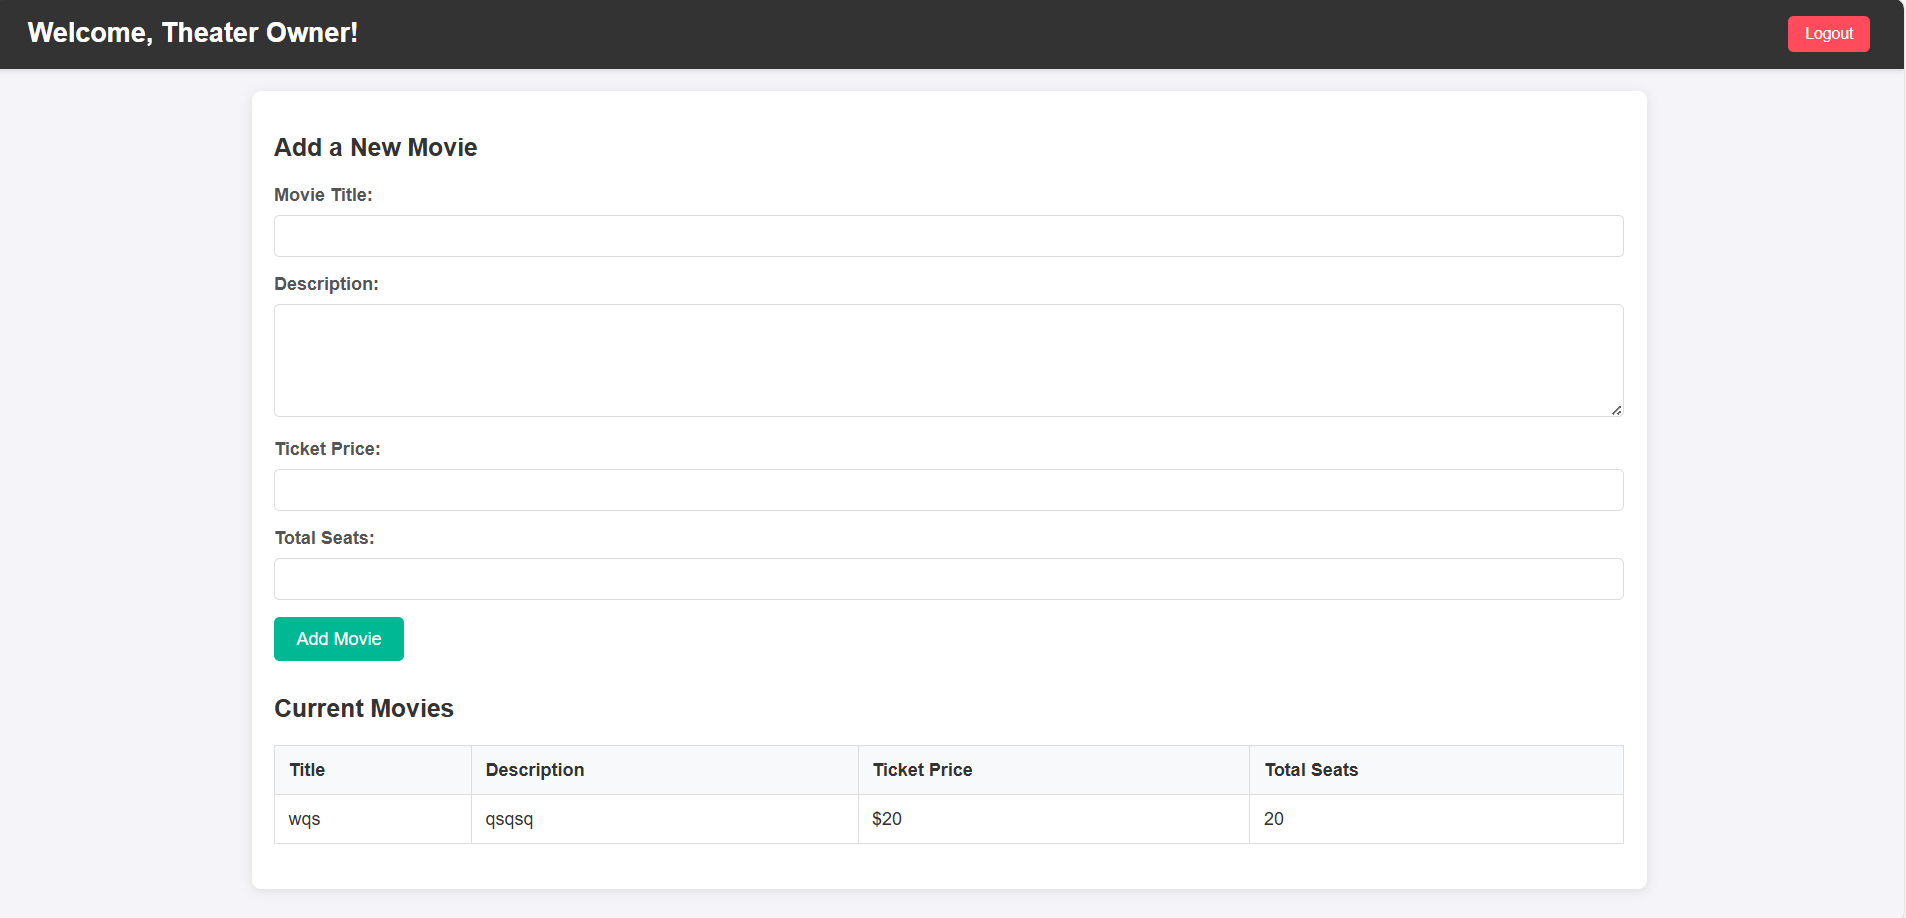 Welcome, Theater Owner!
Logout
Add a New Movie
Movie Title:
Description:
Ticket Price:
Total Seats:
Add Movie
Current Movies
Title Description Ticket Price Total Seats
wqs qsqsq $20 20